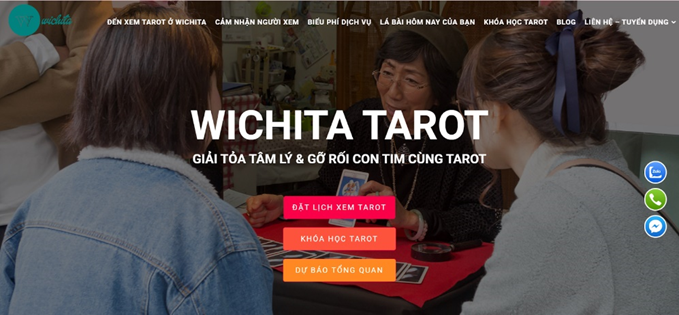 wichita
ĐẾN XEM TAROT Ở WICHITA CẢM NHẬN NGƯỜI XEM BIỂU PHÍ DỊCH VỤ LÁ BÀI HÔM NAY CỦA BẠN KHÓA HỌC TAROT BLOG LIÊN HỆ – TUYỂN DỤNG
WICHITA TAROT
GIẢI TỎA TÂM LÝ & GỠ RỐI CON TIM CÙNG TAROT
ĐẶT LỊCH XEM TAROT
KHÓA HỌC TAROT
DỰ BÁO TỔNG QUAN
Zalo